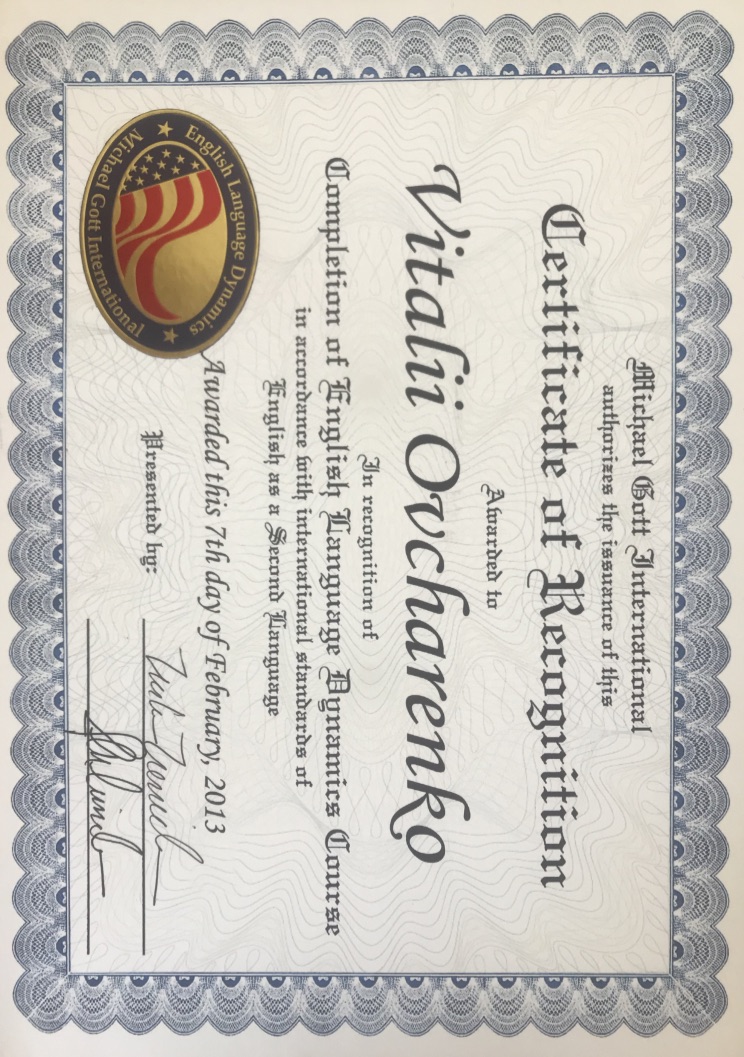 Michael Gott International
authorizes the issuance of this
Certificate of Recognition
Awarded to
Vitalii Ovcharenko
In recognition of
Completion of English Language Dynamics Course
in accordance with international standards of
English as a Second Language
Awarded this 7th day of February, 2013
Presented by:
English Language Dynamics
Michael Gott International